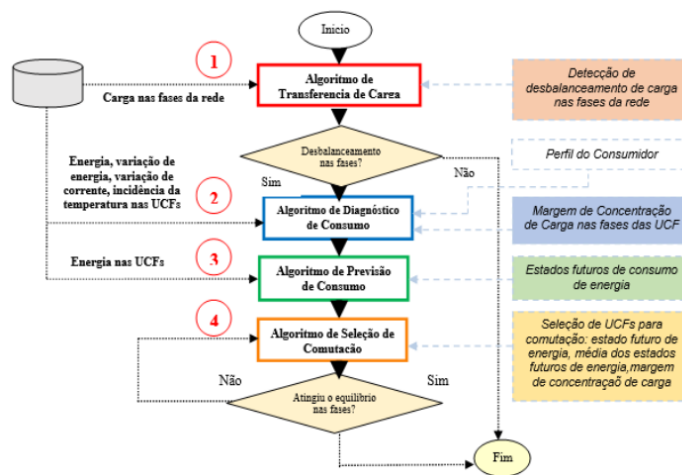 Inicio
1
Algoritmo de
Transferencia de Carga
Carga nas fases da rede
Detecção de
desbalanceamento de carga
nas fases da rede
Desbalanceamento
nas fases?
Sim
Não
Perfil do Consumidor
Energia, variação de
energia, variação de
corrente, incidência da
temperatura nas UCFs
2
Algoritmo de Diagnóstico
de Consumo
Margem de Concentração
de Carga nas fases das UCF
Energia nas UCFs
3
Algoritmo de Previsão
de Consumo
Estados futuros de consumo
de energia
4
Algoritmo de Seleção de
Comutacão
Seleção de UCFs para
comutação: estado futuro de
energia, média dos estados
futuros de energia,margem
de concentraçaõ de carga
Não
Sim
Atingiu o equilibrio
nas fases?
Fim